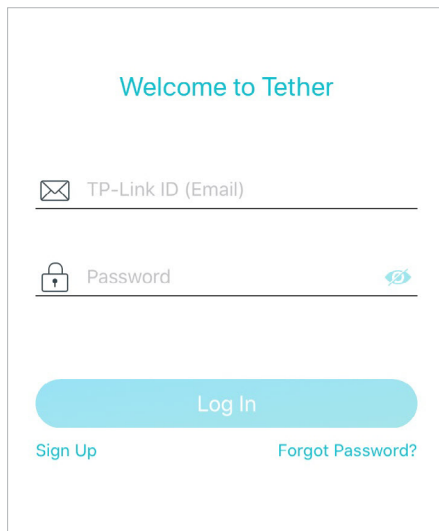 Welcome to Tether
TP-Link ID (Email)
Password
Log In
Sign Up
Forgot Password?